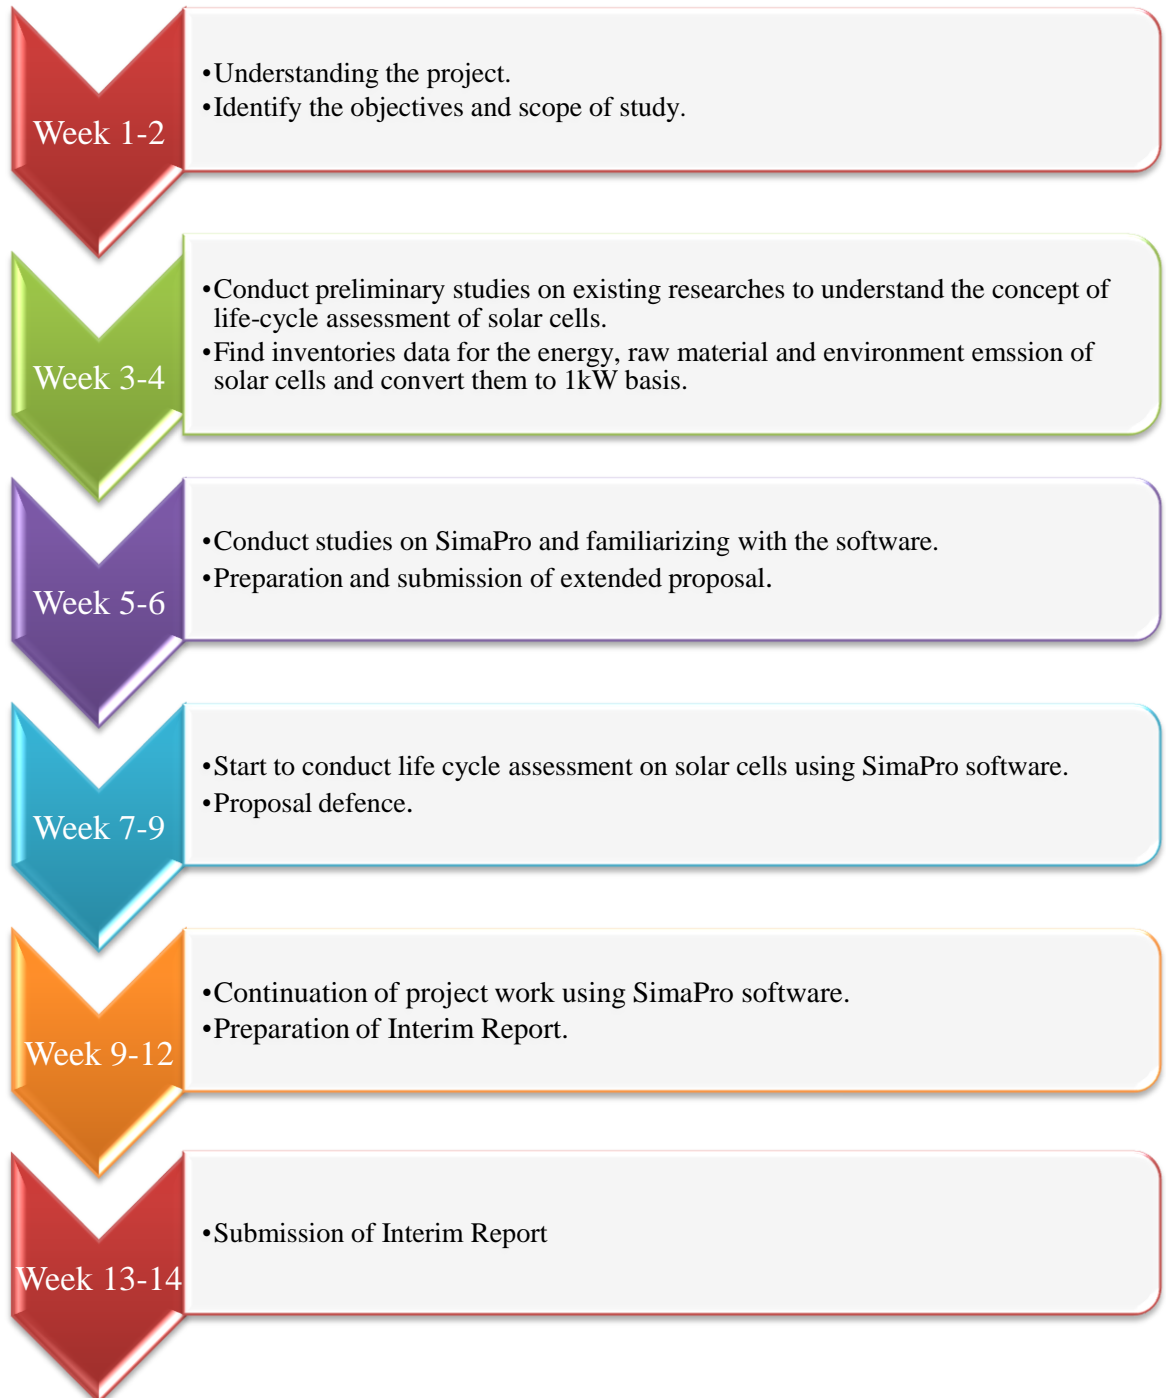 Week 1-2
•Understanding the project.
•Identify the objectives and scope of study.
Week 3-4
•Conduct preliminary studies on existing researches to understand the concept of
life-cycle assessment of solar cells.
•Find inventories data for the energy, raw material and environment emssion of
solar cells and convert them to 1kW basis.
Week 5-6
•Conduct studies on SimaPro and familiarizing with the software.
•Preparation and submission of extended proposal.
Week 7-9
•Start to conduct life cycle assessment on solar cells using SimaPro software.
•Proposal defence.
Week 9-12
•Continuation of project work using SimaPro software.
•Preparation of Interim Report.
Week 13-14
•Submission of Interim Report